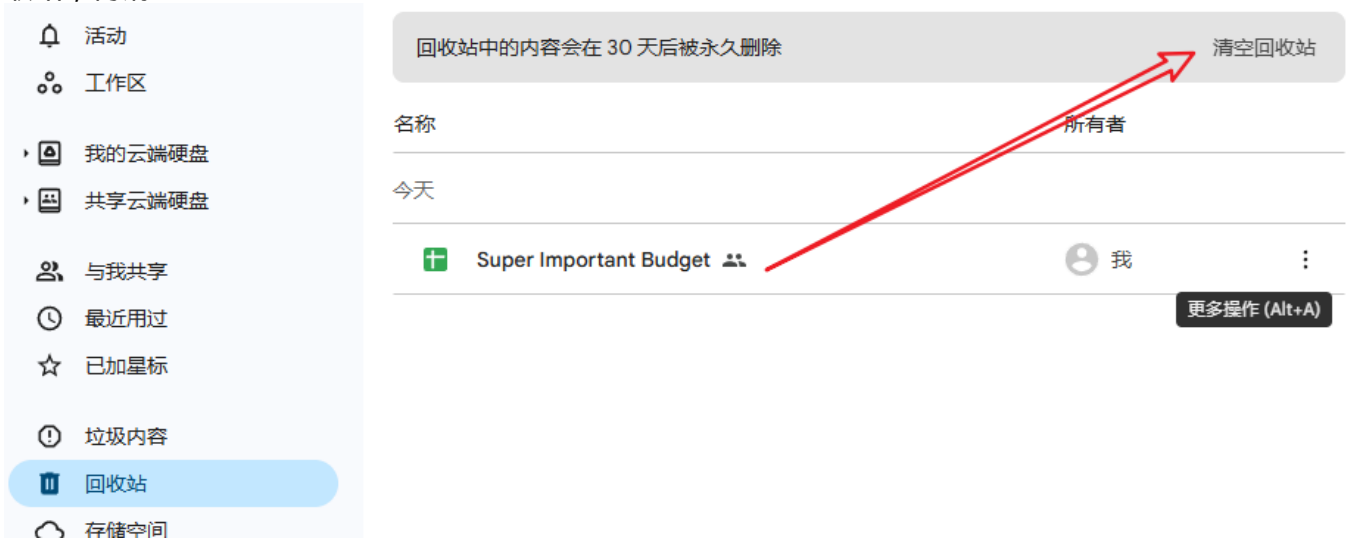 活动
工作区
我的云端硬盘
共享云端硬盘
与我共享
最近用过
已加星标
垃圾内容
回收站
存储空间
回收站中的内容会在 30 天后被永久删除 清空回收站
名称 所有者
今天
Super Important Budget 我
更多操作 (Alt+A)